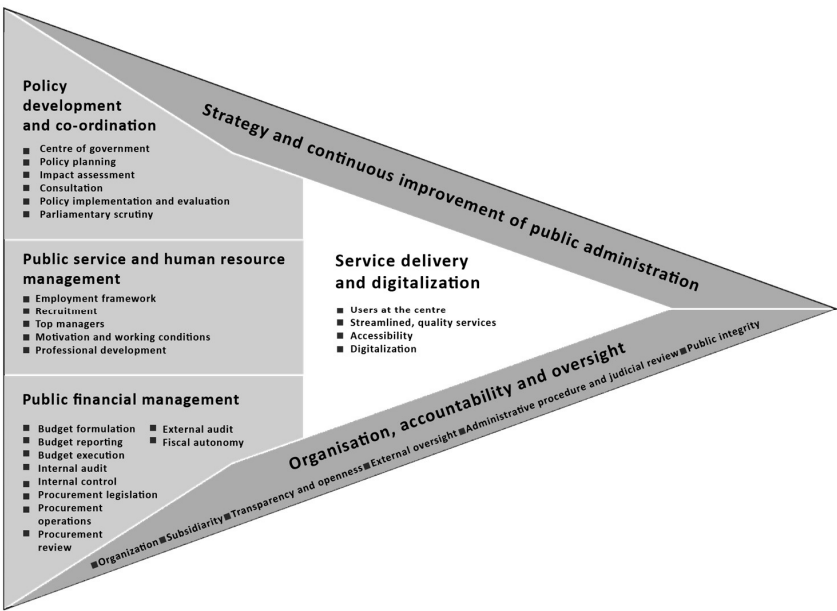 Strategy and continuous improvement of public administration
Policy
development
and co-ordination
■ Centre of government
■ Policy planning
■ Impact assessment
■ Consultation
■ Policy implementation and evaluation
■ Parliamentary scrutiny
Public service and human resource
management
■ Employment framework
■ Recruitment
■ Top managers
■ Motivation and working conditions
■ Professional development
Service delivery
and digitalization
■ Users at the centre
■ Streamlined, quality services
■ Accessibility
■ Digitalization
Public financial management
■ Budget formulation
■ Budget reporting
■ Budget execution
■ Internal audit
■ Internal control
■ Procurement legislation
■ Procurement
operations
■ Procurement
review
■ External audit
■ Fiscal autonomy
Organisation, accountability and oversight
■Organization■Subsidiarity■Transparency and openness■External oversight■Administrative procedure and judicial review■Public integrity